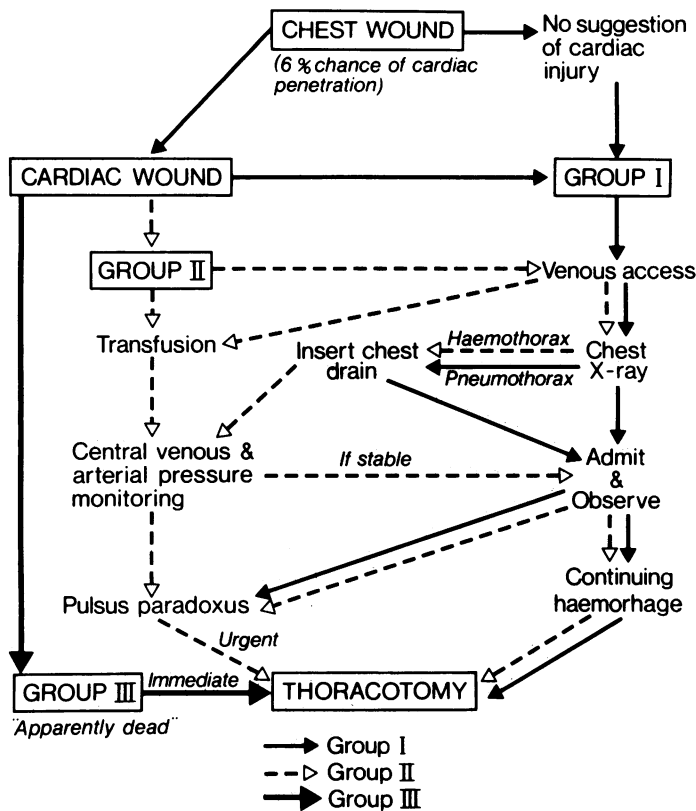 CHEST WOUND
(6 % chance of cardiac
penetration)
No suggestion
of cardiac
injury
CARDIAC WOUND
GROUP I
GROUP II
Venous access
Transfusion
Insert chest
drain
Haemothorax
Pneumothorax
Chest
X-ray
Central venous &
arterial pressure
monitoring
If stable
Admit
&
Observe
Pulsus paradoxus
Continuing
haemorhage
Urgent
GROUP III
Immediate
THORACOTOMY
"Apparently dead"
Group I
Group II
Group III